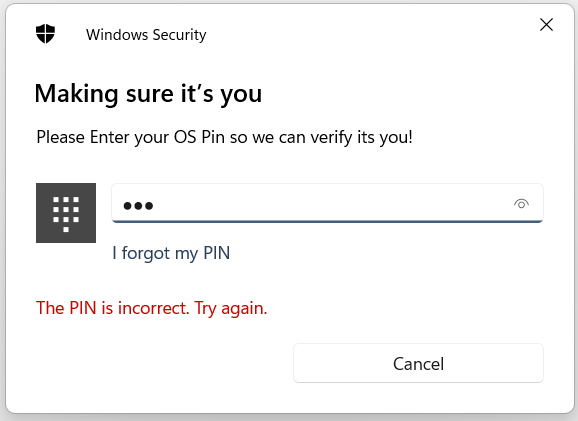 Windows Security
Making sure it's you
Please Enter your OS Pin so we can verify its you!
I forgot my PIN
The PIN is incorrect. Try again.
Cancel